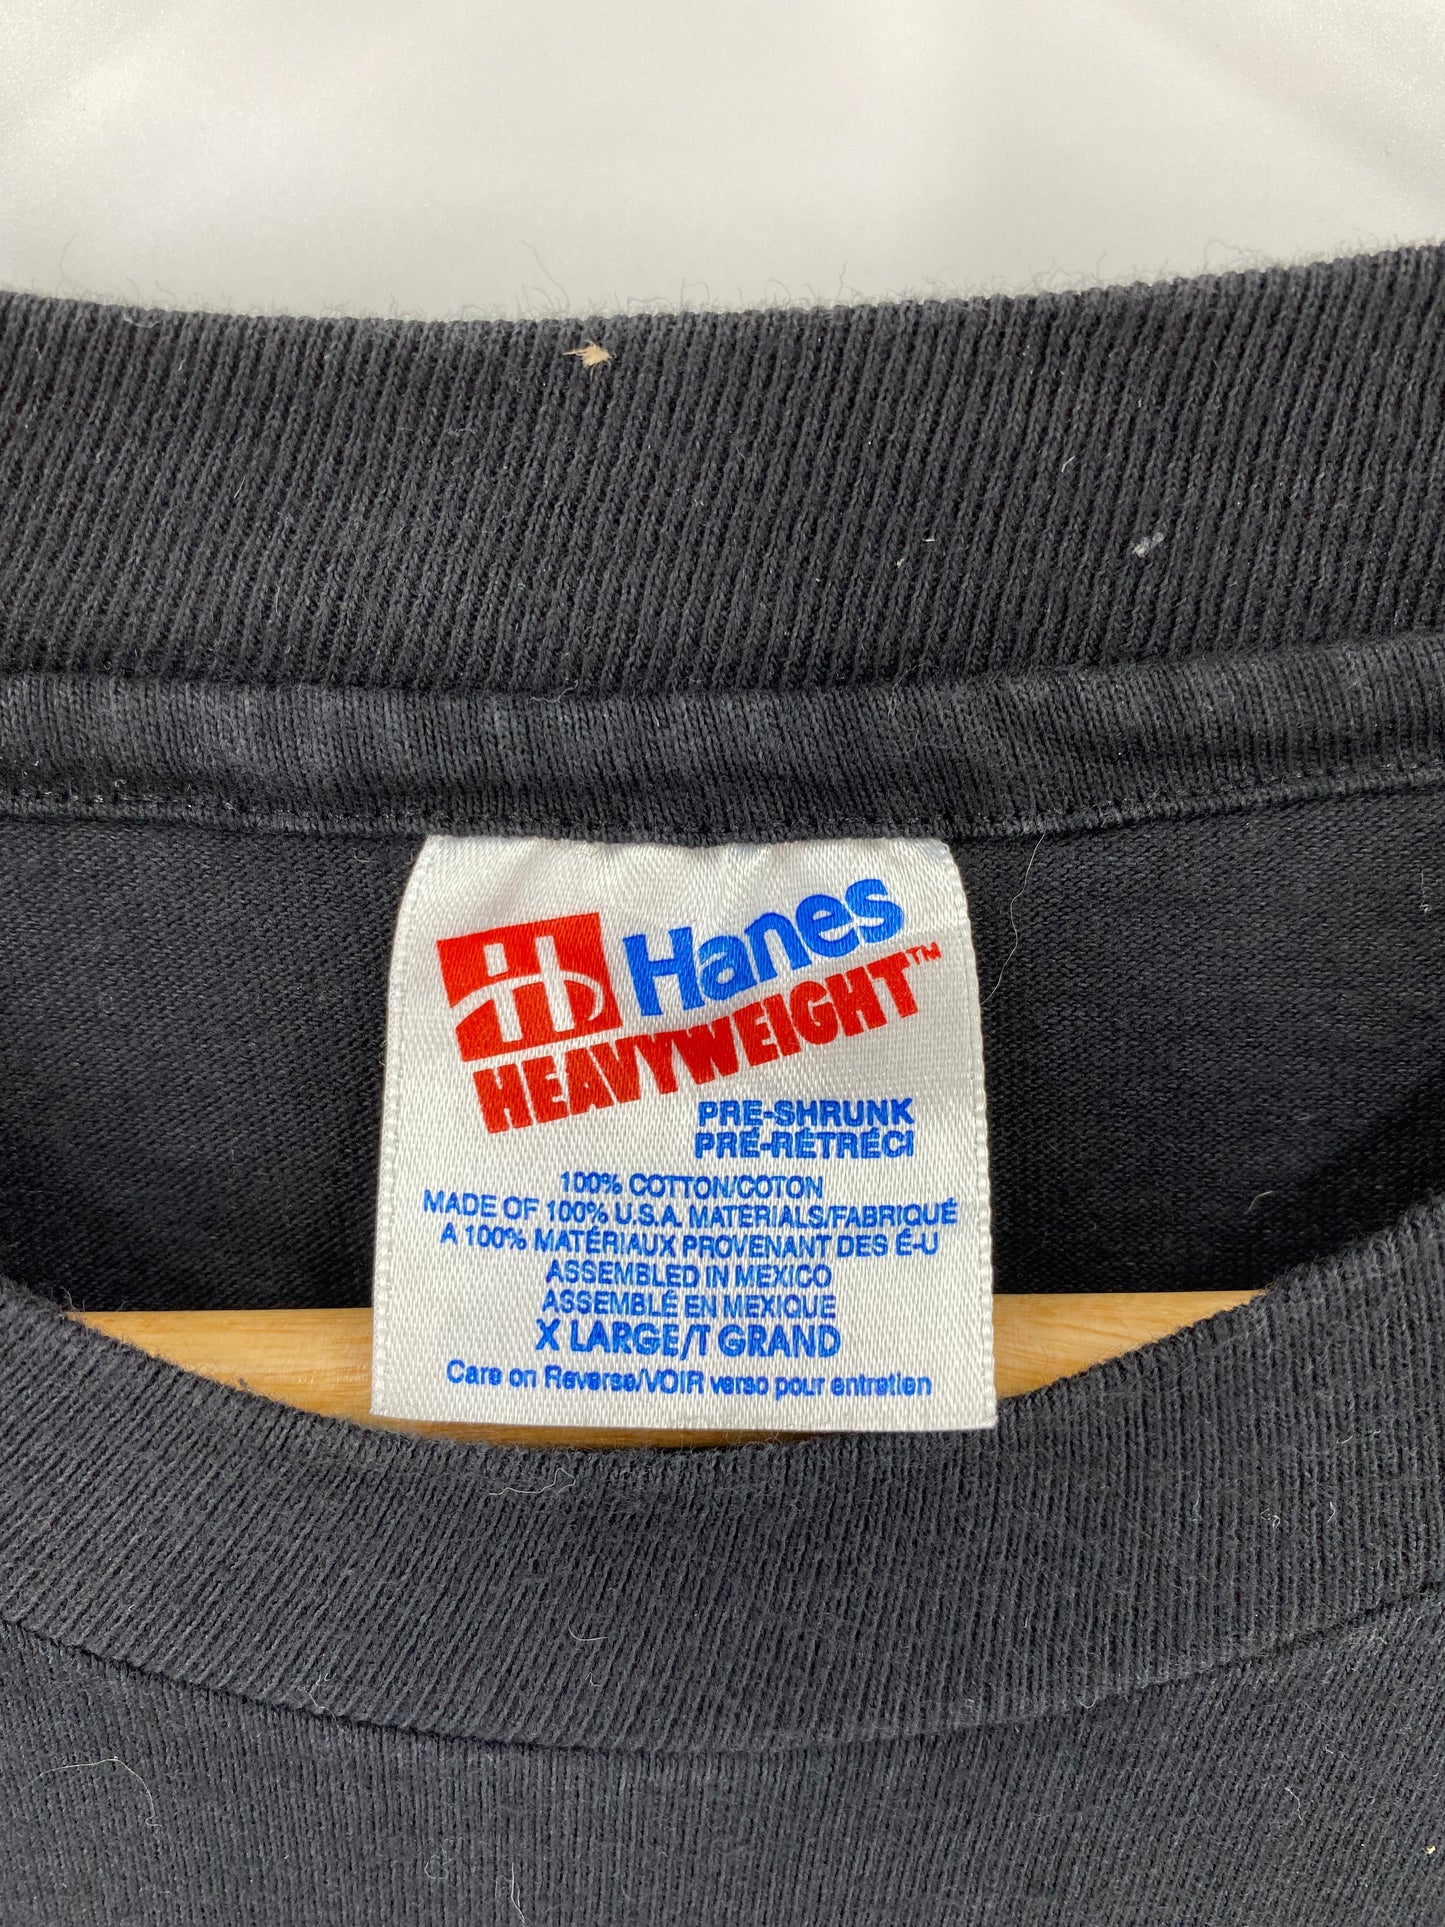 Hanes
HEAVYWEIGHT™
PRE-SHRUNK
PRÉ-RÉTRÉCI
100% COTTON/COTON
MADE OF 100% U.S.A. MATERIALS/FABRIQUÉ
A 100% MATÉRIAUX PROVENANT DES É-U
ASSEMBLED IN MEXICO
ASSEMBLÉ EN MEXIQUE
X LARGE/T GRAND
Care on Reverse/VOIR verso pour entretien